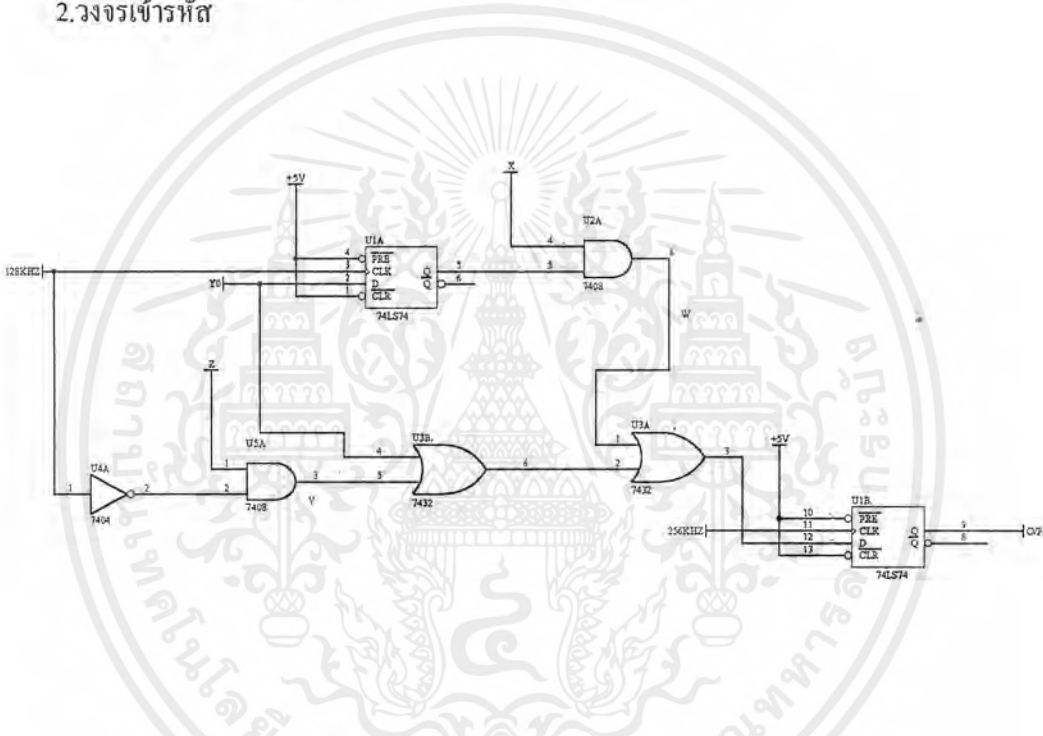 2.วงจรเข้ารหัส
+5V
X
U2A
U1A
4
4
PRE
128KHZ
3
CLK
Q
5
5
Y0
2
D
Q
6
7408
1
CLR
74LS74
W
Z
U5A
U3B
U3A
+5V
1
4
1
3
U4A
3
6
2
1
2
2
5
7404
7408
V
7432
7432
U1B
10
PRE
256KHZ
11
CLK
Q
9
O/P
12
D
Q
8
13
CLR
74LS74